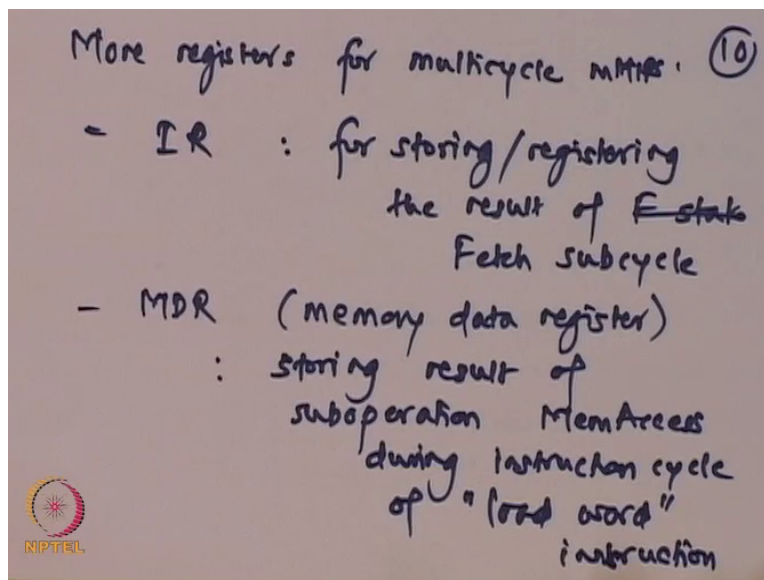 More registers for multicycle MIPS. 10
- IR : for storing/registering
the result of F state
Fetch subcycle
- MDR (memory data register)
: storing result of
suboperation MemAccess
during instruction cycle
of "load word"
instruction
NPTEL